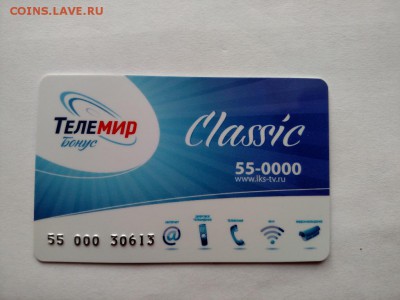 COINS.LAVE.RU
ТЕЛЕМИР
бонус
Classic
55-0000
www.lks-tv.ru
55 000 30613